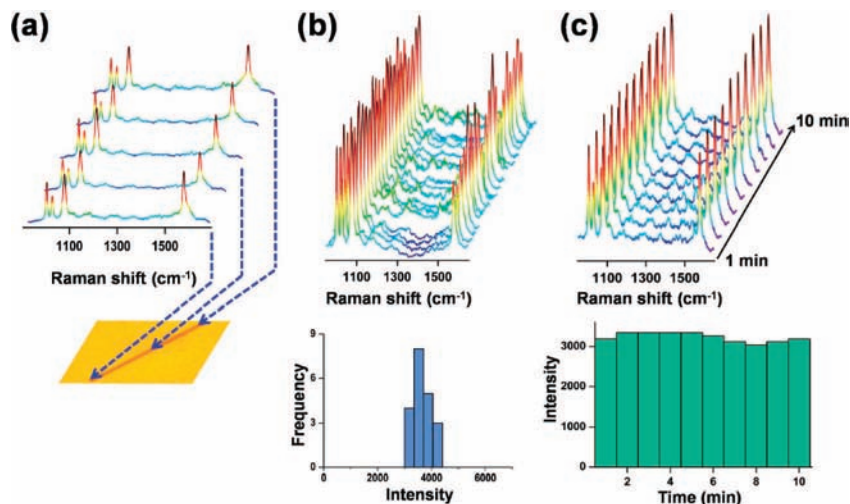 (a)
1100 1300 1500
Raman shift (cm⁻¹)
(b)
1100 1300 1500
Raman shift (cm⁻¹)
9
6
3
0
Frequency
0 2000 4000 6000
Intensity
(c)
10 min
1 min
1100 1300 1500
Raman shift (cm⁻¹)
3000
2000
1000
0
Intensity
2 4 6 8 10
Time (min)